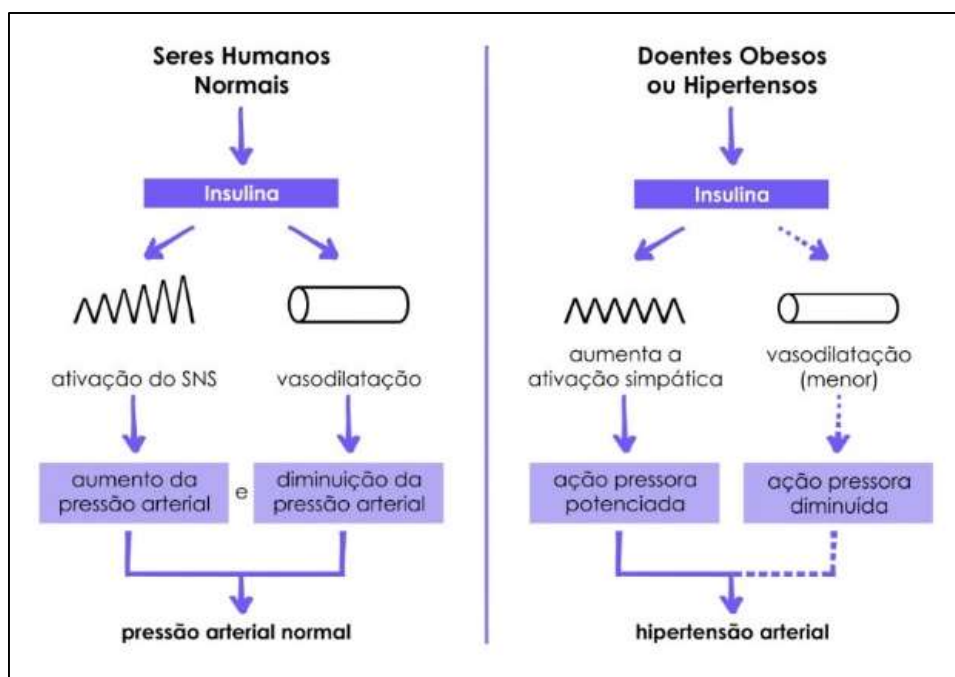 Seres Humanos
Normais
Insulina
ativação do SNS
vasodilatação
aumento da
pressão arterial
e
diminuição da
pressão arterial
pressão arterial normal
Doentes Obesos
ou Hipertensos
Insulina
aumenta a
ativação simpática
vasodilatação
(menor)
ação pressora
potenciada
ação pressora
diminuída
hipertensão arterial